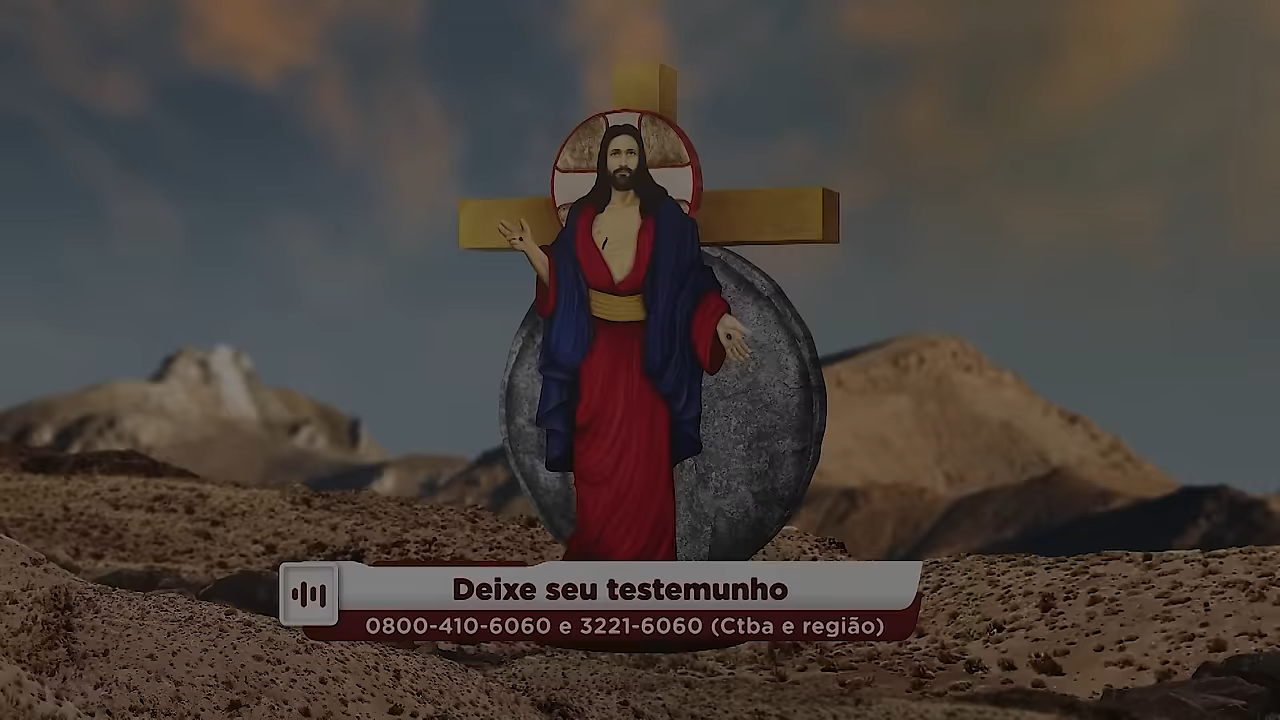 Deixe seu testemunho
0800-410-6060 e 3221-6060 (Ctba e região)